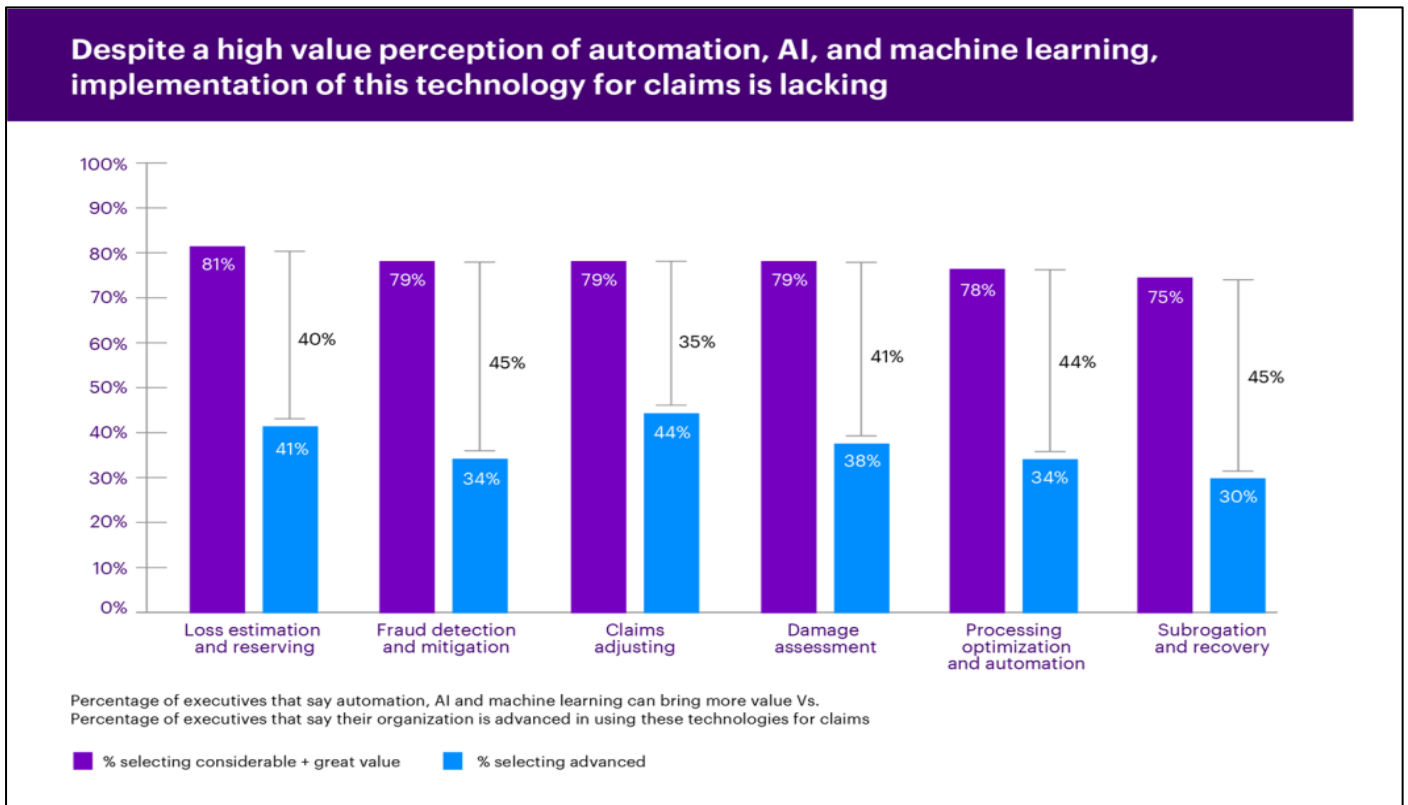 Despite a high value perception of automation, AI, and machine learning,
implementation of this technology for claims is lacking
100%
90%
80%
70%
60%
50%
40%
30%
20%
10%
0%
81%
40%
41%
79%
45%
34%
79%
35%
44%
79%
41%
38%
78%
44%
34%
75%
45%
30%
Loss estimation
and reserving
Fraud detection
and mitigation
Claims
adjusting
Damage
assessment
Processing
optimization
and automation
Subrogation
and recovery
Percentage of executives that say automation, AI and machine learning can bring more value Vs.
Percentage of executives that say their organization is advanced in using these technologies for claims
% selecting considerable + great value
% selecting advanced